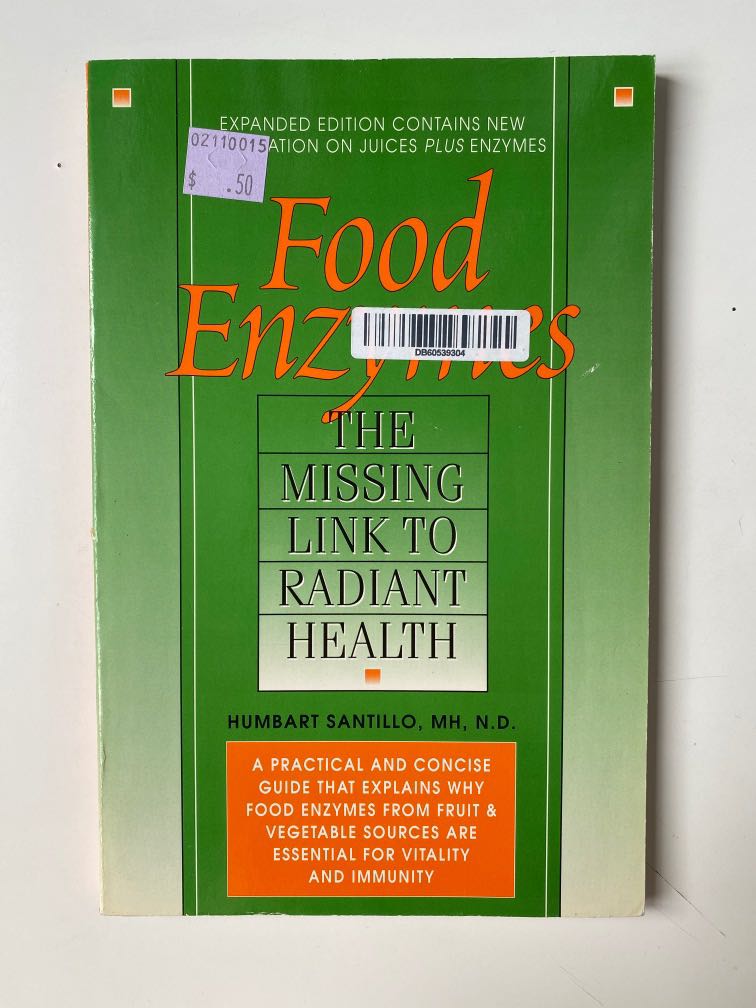 EXPANDED EDITION CONTAINS NEW
ATION ON JUICES PLUS ENZYMES
02110015
$ .50
Food
Enzymes
DB60539304
THE
MISSING
LINK TO
RADIANT
HEALTH
HUMBART SANTILLO, MH, N.D.
A PRACTICAL AND CONCISE
GUIDE THAT EXPLAINS WHY
FOOD ENZYMES FROM FRUIT &
VEGETABLE SOURCES ARE
ESSENTIAL FOR VITALITY
AND IMMUNITY